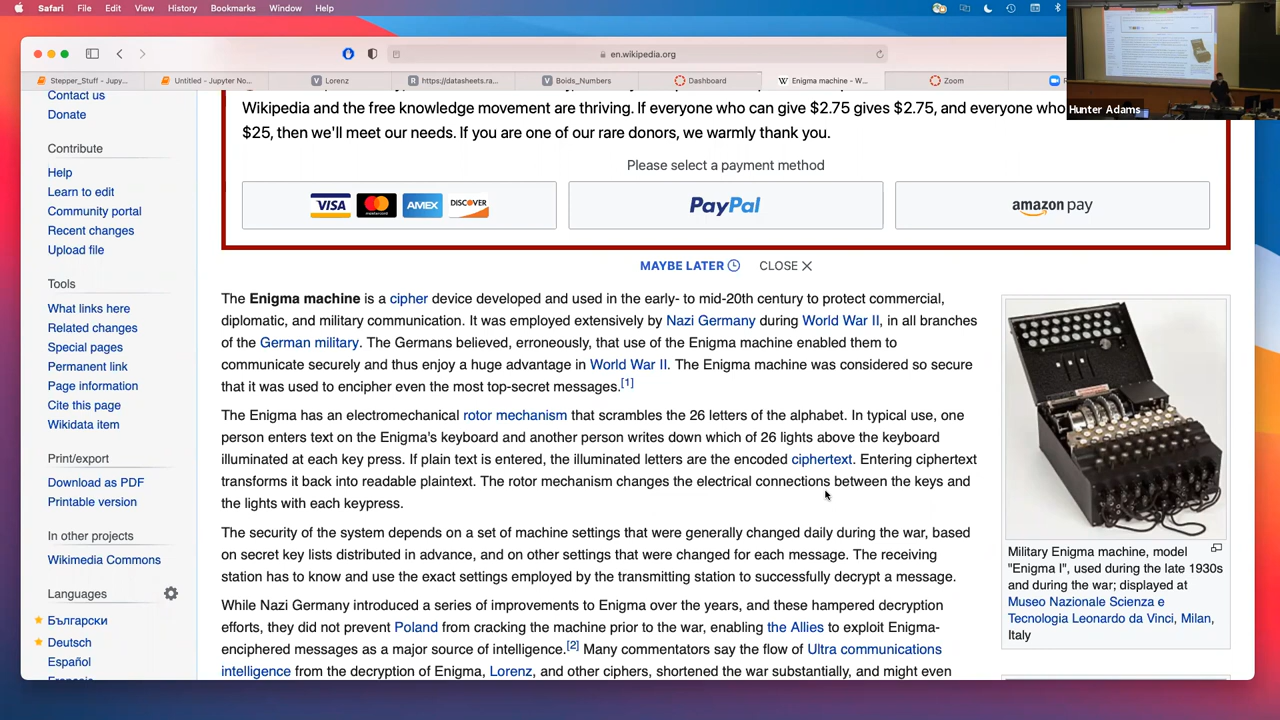 Safari File Edit View History Bookmarks Window Help
en.wikipedia.org
Stepper_Stuff - Jupy...
Untitled - Jupyter No...
Lorenz
https://datasheets.ra...
Boids_Numbers
Dashboard
Enigma machine - W...
Zoom
Hunter Adams
Contact us
Donate
Contribute
Help
Learn to edit
Community portal
Recent changes
Upload file
Tools
What links here
Related changes
Special pages
Permanent link
Page information
Cite this page
Wikidata item
Print/export
Download as PDF
Printable version
In other projects
Wikimedia Commons
Languages
Български
Deutsch
Español
Wikipedia and the free knowledge movement are thriving. If everyone who can give $2.75 gives $2.75, and everyone who
$25, then we'll meet our needs. If you are one of our rare donors, we warmly thank you.
Please select a payment method
VISA MasterCard AMEX DISCOVER
PayPal
amazon pay
MAYBE LATER CLOSE
The Enigma machine is a cipher device developed and used in the early- to mid-20th century to protect commercial,
diplomatic, and military communication. It was employed extensively by Nazi Germany during World War II, in all branches
of the German military. The Germans believed, erroneously, that use of the Enigma machine enabled them to
communicate securely and thus enjoy a huge advantage in World War II. The Enigma machine was considered so secure
that it was used to encipher even the most top-secret messages.[1]
The Enigma has an electromechanical rotor mechanism that scrambles the 26 letters of the alphabet. In typical use, one
person enters text on the Enigma's keyboard and another person writes down which of 26 lights above the keyboard
illuminated at each key press. If plain text is entered, the illuminated letters are the encoded ciphertext. Entering ciphertext
transforms it back into readable plaintext. The rotor mechanism changes the electrical connections between the keys and
the lights with each keypress.
The security of the system depends on a set of machine settings that were generally changed daily during the war, based
on secret key lists distributed in advance, and on other settings that were changed for each message. The receiving
station has to know and use the exact settings employed by the transmitting station to successfully decrypt a message.
While Nazi Germany introduced a series of improvements to Enigma over the years, and these hampered decryption
efforts, they did not prevent Poland from cracking the machine prior to the war, enabling the Allies to exploit Enigma-
enciphered messages as a major source of intelligence.[2] Many commentators say the flow of Ultra communications
intelligence from the decryption of Enigma, Lorenz, and other ciphers, shortened the war substantially, and might even
Military Enigma machine, model
"Enigma I", used during the late 1930s
and during the war; displayed at
Museo Nazionale Scienza e
Tecnologia Leonardo da Vinci, Milan,
Italy